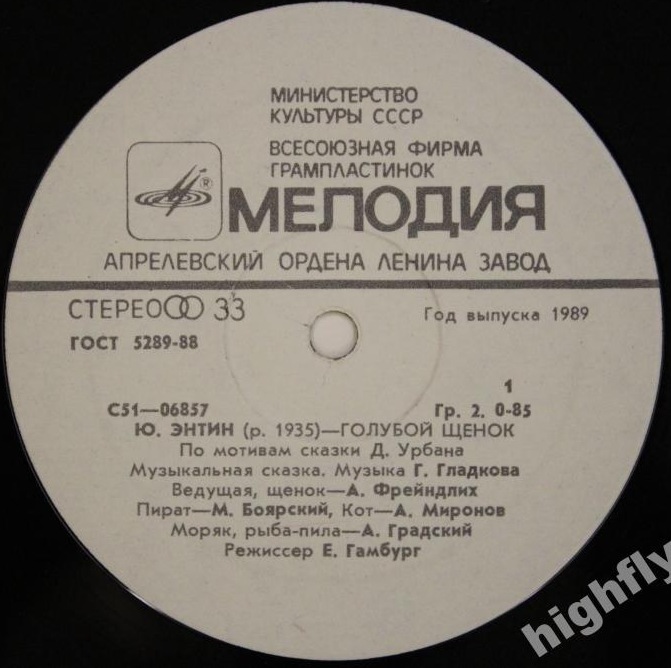 МИНИСТЕРСТВО
КУЛЬТУРЫ СССР
ВСЕСОЮЗНАЯ ФИРМА
ГРАМПЛАСТИНОК
®
МЕЛОДИЯ
АПРЕЛЕВСКИЙ ОРДЕНА ЛЕНИНА ЗАВОД
СТЕРЕО 33
Год выпуска 1989
ГОСТ 5289-88
1
С51—06857
Гр. 2. 0-85
Ю. ЭНТИН (р. 1935)—ГОЛУБОЙ ЩЕНОК
По мотивам сказки Д. Урбана
Музыкальная сказка. Музыка Г. Гладкова
Ведущая, щенок—А. Фрейндлих
Пират—М. Боярский, Кот—А. Миронов
Моряк, рыба-пила—А. Градский
Режиссер Е. Гамбург
highfly